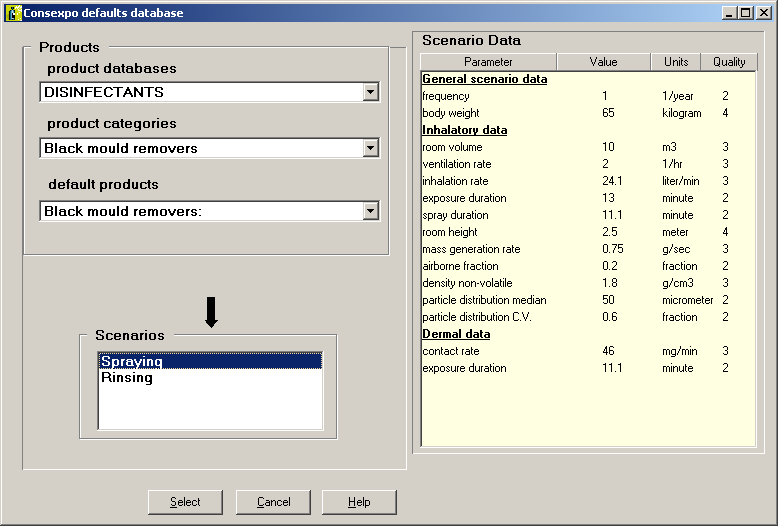 Consexpo defaults database
Products
product databases
DISINFECTANTS
product categories
Black mould removers
default products
Black mould removers:
Scenarios
Spraying
Rinsing
Select Cancel Help
Scenario Data
Parameter Value Units Quality
General scenario data
frequency 1 1/year 2
body weight 65 kilogram 4
Inhalatory data
room volume 10 m3 3
ventilation rate 2 1/hr 3
inhalation rate 24.1 liter/min 3
exposure duration 13 minute 2
spray duration 11.1 minute 2
room height 2.5 meter 4
mass generation rate 0.75 g/sec 3
airborne fraction 0.2 fraction 2
density non-volatile 1.8 g/cm3 3
particle distribution median 50 micrometer 2
particle distribution C.V. 0.6 fraction 2
Dermal data
contact rate 46 mg/min 3
exposure duration 11.1 minute 2